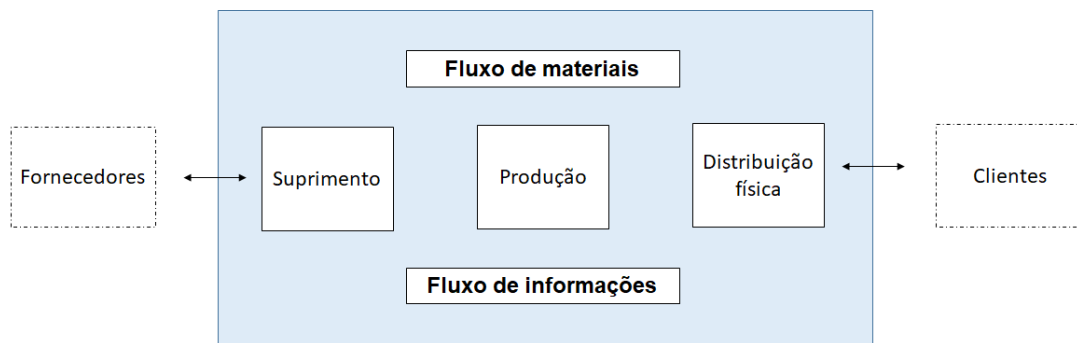 Fluxo de materiais
Fornecedores
Suprimento
Produção
Distribuição
física
Clientes
Fluxo de informações